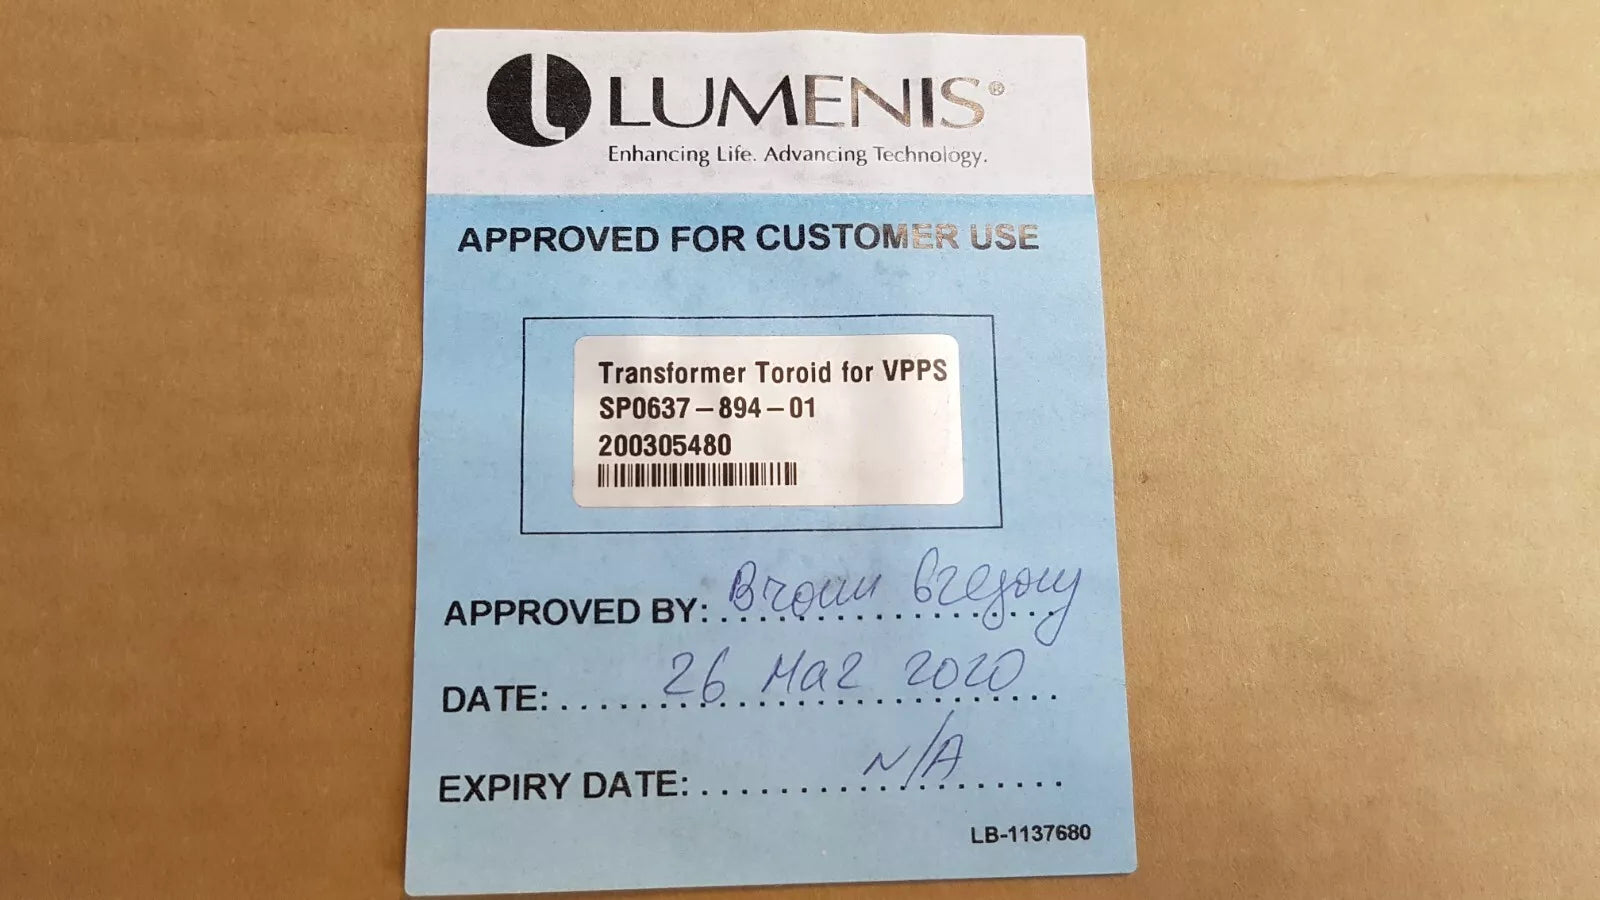 LUMENIS®
Enhancing Life. Advancing Technology.
APPROVED FOR CUSTOMER USE
Transformer Toroid for VPPS
SP0637-894-01
200305480
APPROVED BY: Broun Gregory
DATE: 26 Mar 2020
EXPIRY DATE: N/A
LB-1137680